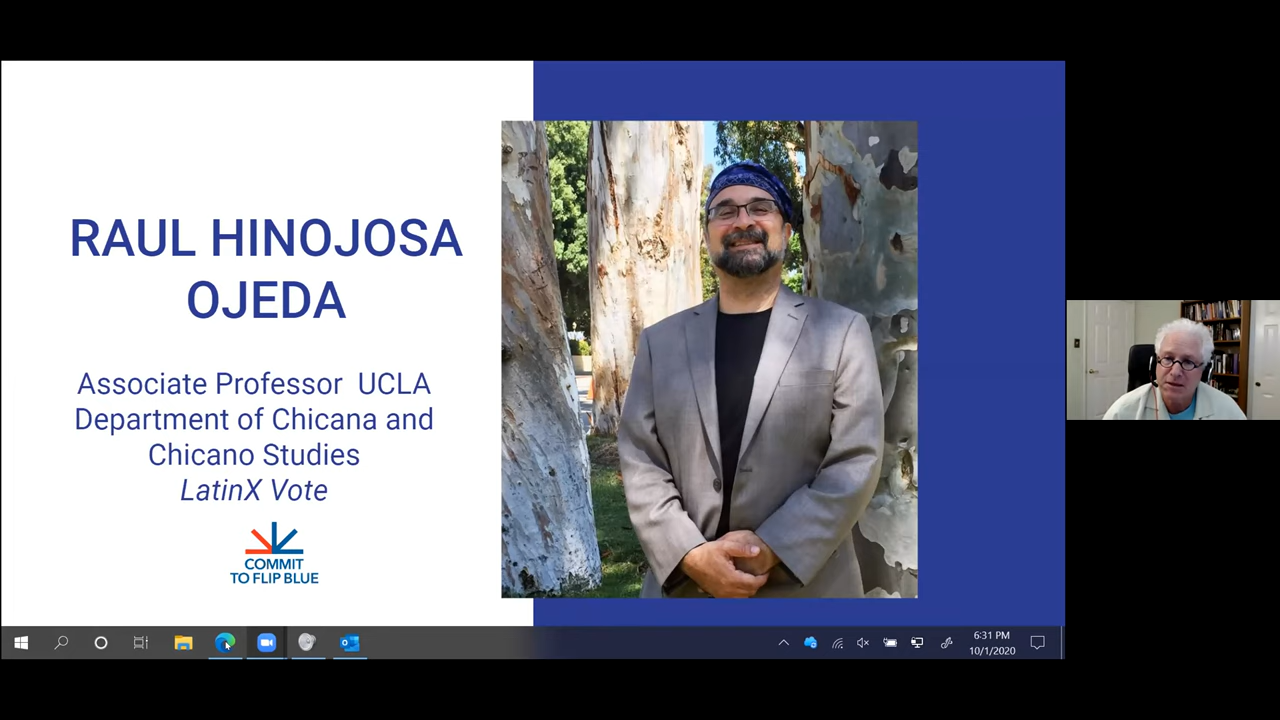 RAUL HINOJOSA
OJEDA
Associate Professor UCLA
Department of Chicana and
Chicano Studies
LatinX Vote
COMMIT
TO FLIP BLUE
6:31 PM
10/1/2020